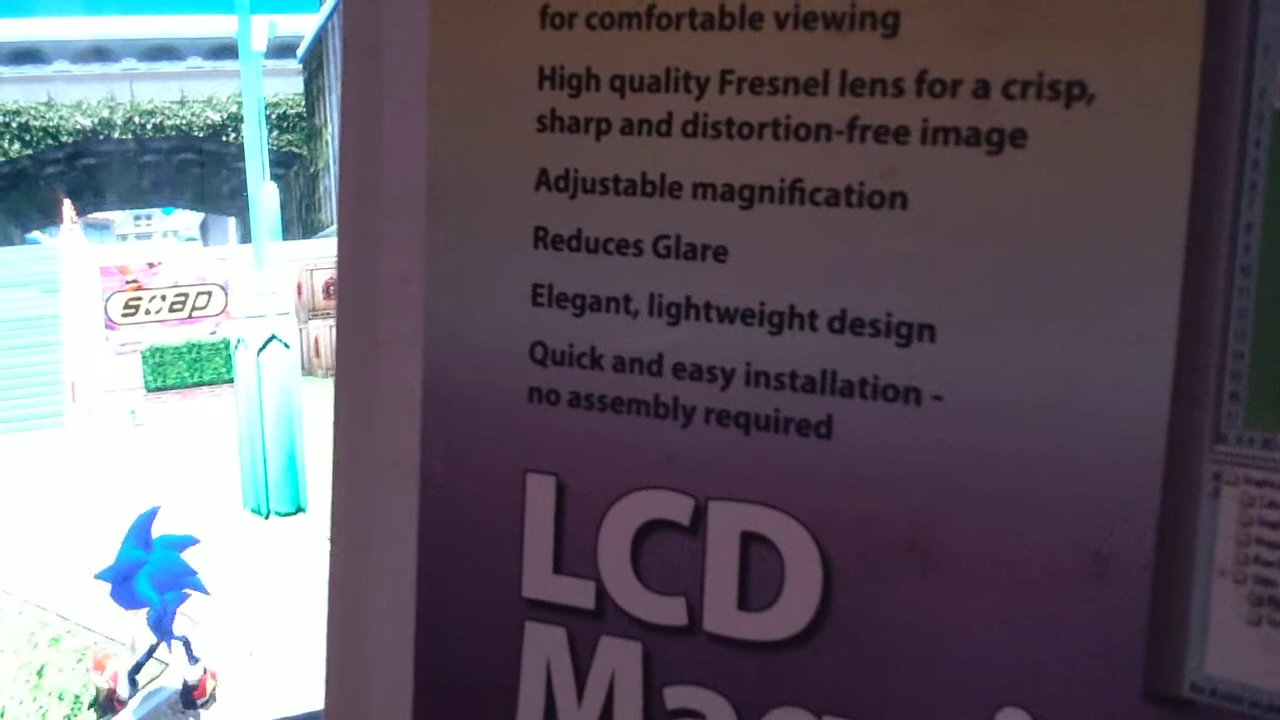 for comfortable viewing
High quality Fresnel lens for a crisp,
sharp and distortion-free image
Adjustable magnification
Reduces Glare
Elegant, lightweight design
Quick and easy installation -
no assembly required
LCD
soap